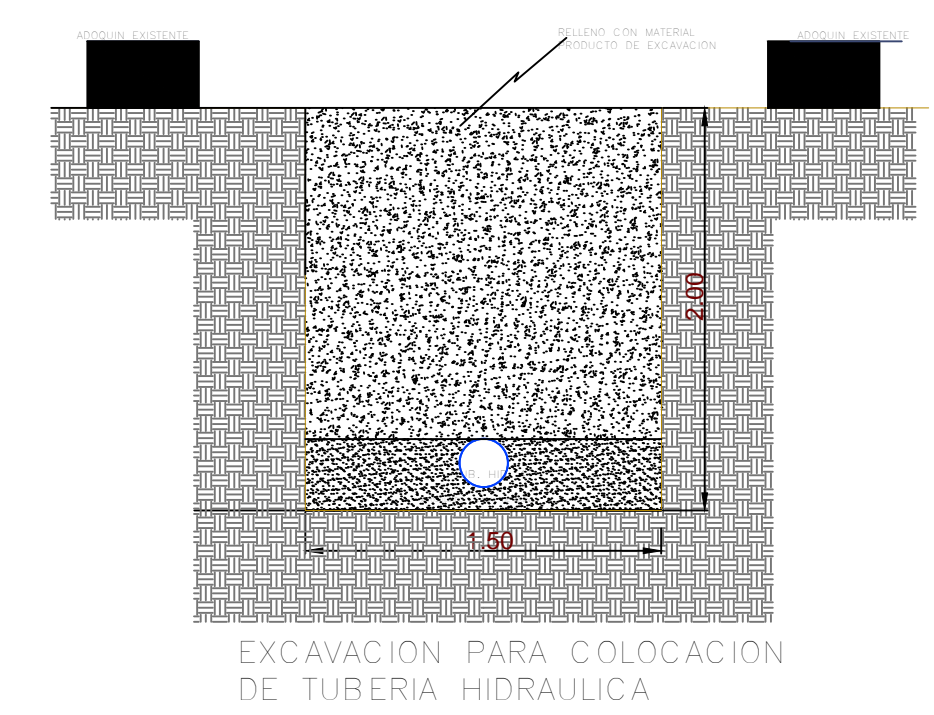 ADOQUIN EXISTENTE
RELLENO CON MATERIAL
PRODUCTO DE EXCAVACION
ADOQUIN EXISTENTE
2.00
1.50
EXCAVACION PARA COLOCACION
DE TUBERIA HIDRAULICA